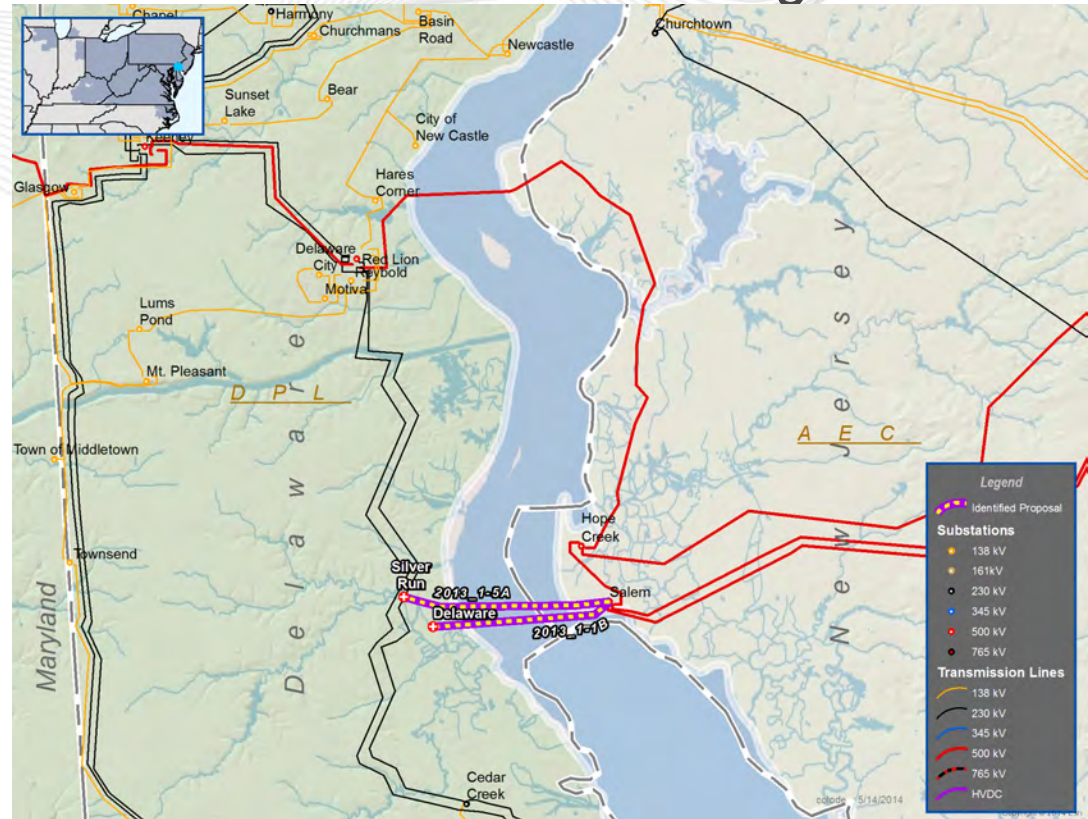 Chapel
Harmony
Churchmans
Basin
Road
Newcastle
Churchtown
Sunset
Lake
Bear
City of
New Castle
Keeney
Glasgow
Hares
Corner
Delaware
City
Red Lion
Reybold
Motiva
Lums
Pond
Mt. Pleasant
D P L
Town of Middletown
A E C
Delaware
New Jersey
Maryland
Townsend
Hope
Creek
Silver
Run
2013_1-5A
Salem
Delaware
2013_1-1B
Cedar
Creek
Legend
Identified Proposal
Substations
138 kV
161kV
230 kV
345 kV
500 kV
765 kV
Transmission Lines
138 kV
230 kV
345 kV
500 kV
765 kV
HVDC
5/14/2014